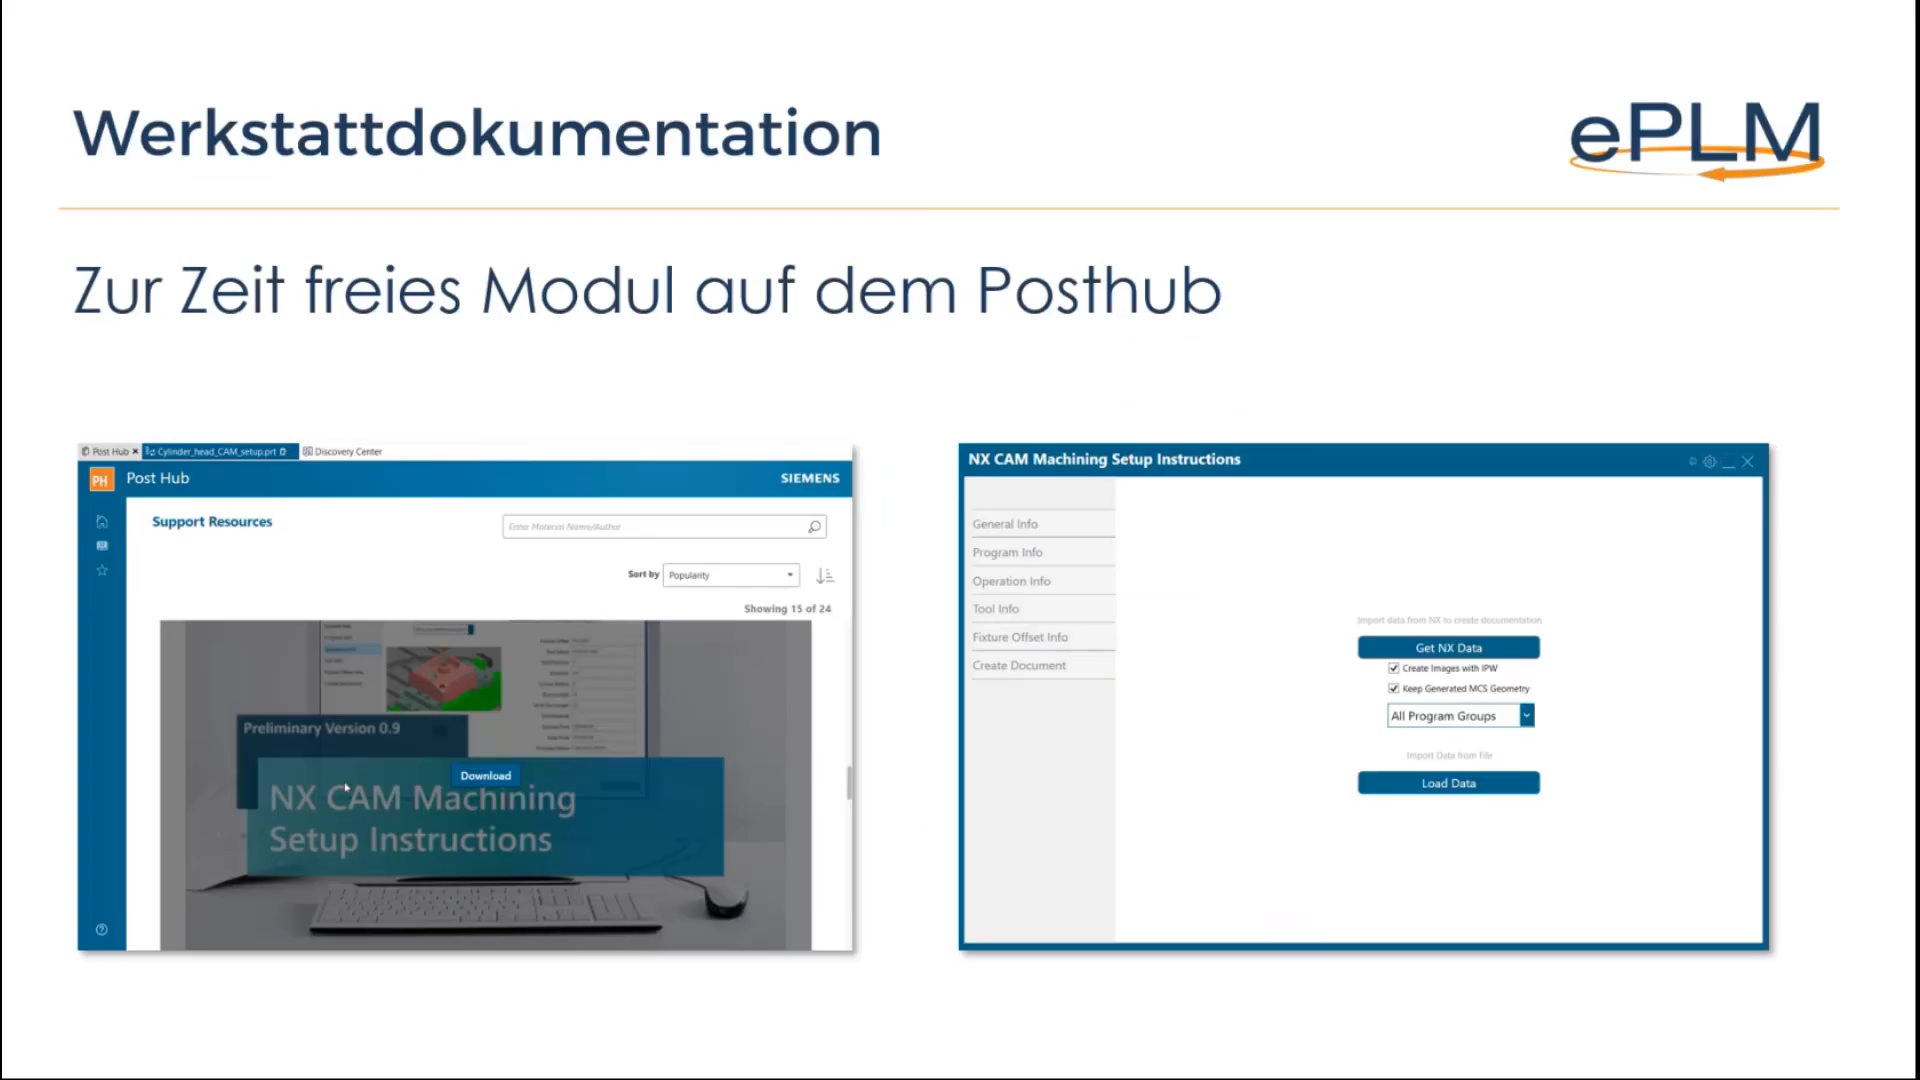 Werkstattdokumentation
ePLM
Zur Zeit freies Modul auf dem Posthub
Post Hub
Cylinder_head_CAM_setup.prt
Discovery Center
PH
Post Hub
SIEMENS
Support Resources
Enter Material Name/Author
Sort by
Popularity
Showing 15 of 24
Preliminary Version 0.9
Download
NX CAM Machining
Setup Instructions
NX CAM Machining Setup Instructions
General Info
Program Info
Operation Info
Tool Info
Fixture Offset Info
Create Document
Import data from NX to create documentation
Get NX Data
Create Images with IPW
Keep Generated MCS Geometry
All Program Groups
Import Data from File
Load Data